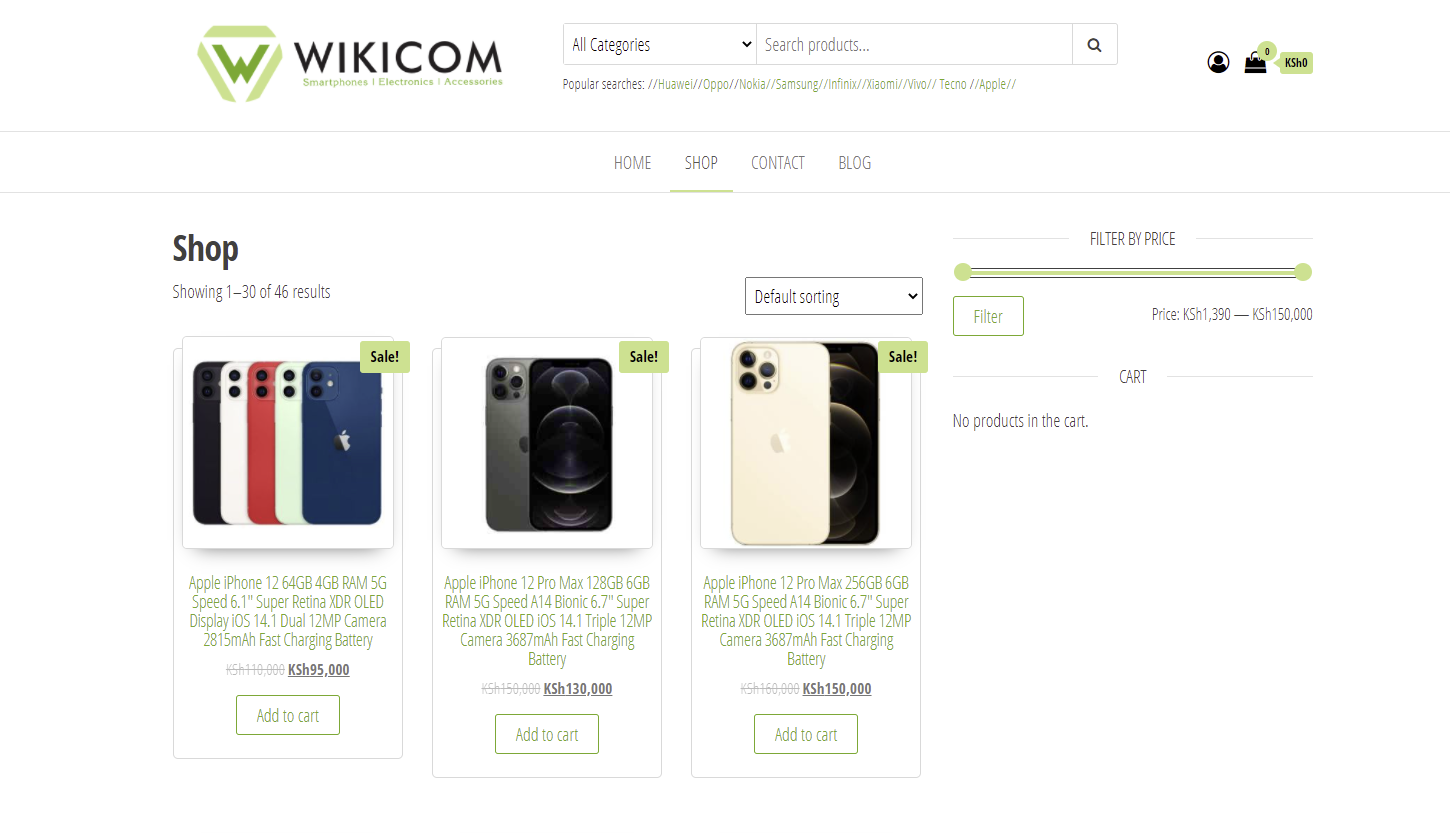 WIKICOM
Smartphones | Electronics | Accessories
All Categories
Search products...
Popular searches: //Huawei//Oppo//Nokia//Samsung//Infinix//Xiaomi//Vivo// Tecno //Apple//
0
KSh0
HOME
SHOP
CONTACT
BLOG
Shop
Showing 1–30 of 46 results
Default sorting
Sale!
Apple iPhone 12 64GB 4GB RAM 5G
Speed 6.1" Super Retina XDR OLED
Display iOS 14.1 Dual 12MP Camera
2815mAh Fast Charging Battery
KSh110,000 KSh95,000
Add to cart
Sale!
Apple iPhone 12 Pro Max 128GB 6GB
RAM 5G Speed A14 Bionic 6.7" Super
Retina XDR OLED iOS 14.1 Triple 12MP
Camera 3687mAh Fast Charging
Battery
KSh150,000 KSh130,000
Add to cart
Sale!
Apple iPhone 12 Pro Max 256GB 6GB
RAM 5G Speed A14 Bionic 6.7" Super
Retina XDR OLED iOS 14.1 Triple 12MP
Camera 3687mAh Fast Charging
Battery
KSh160,000 KSh150,000
Add to cart
FILTER BY PRICE
Filter
Price: KSh1,390 — KSh150,000
CART
No products in the cart.